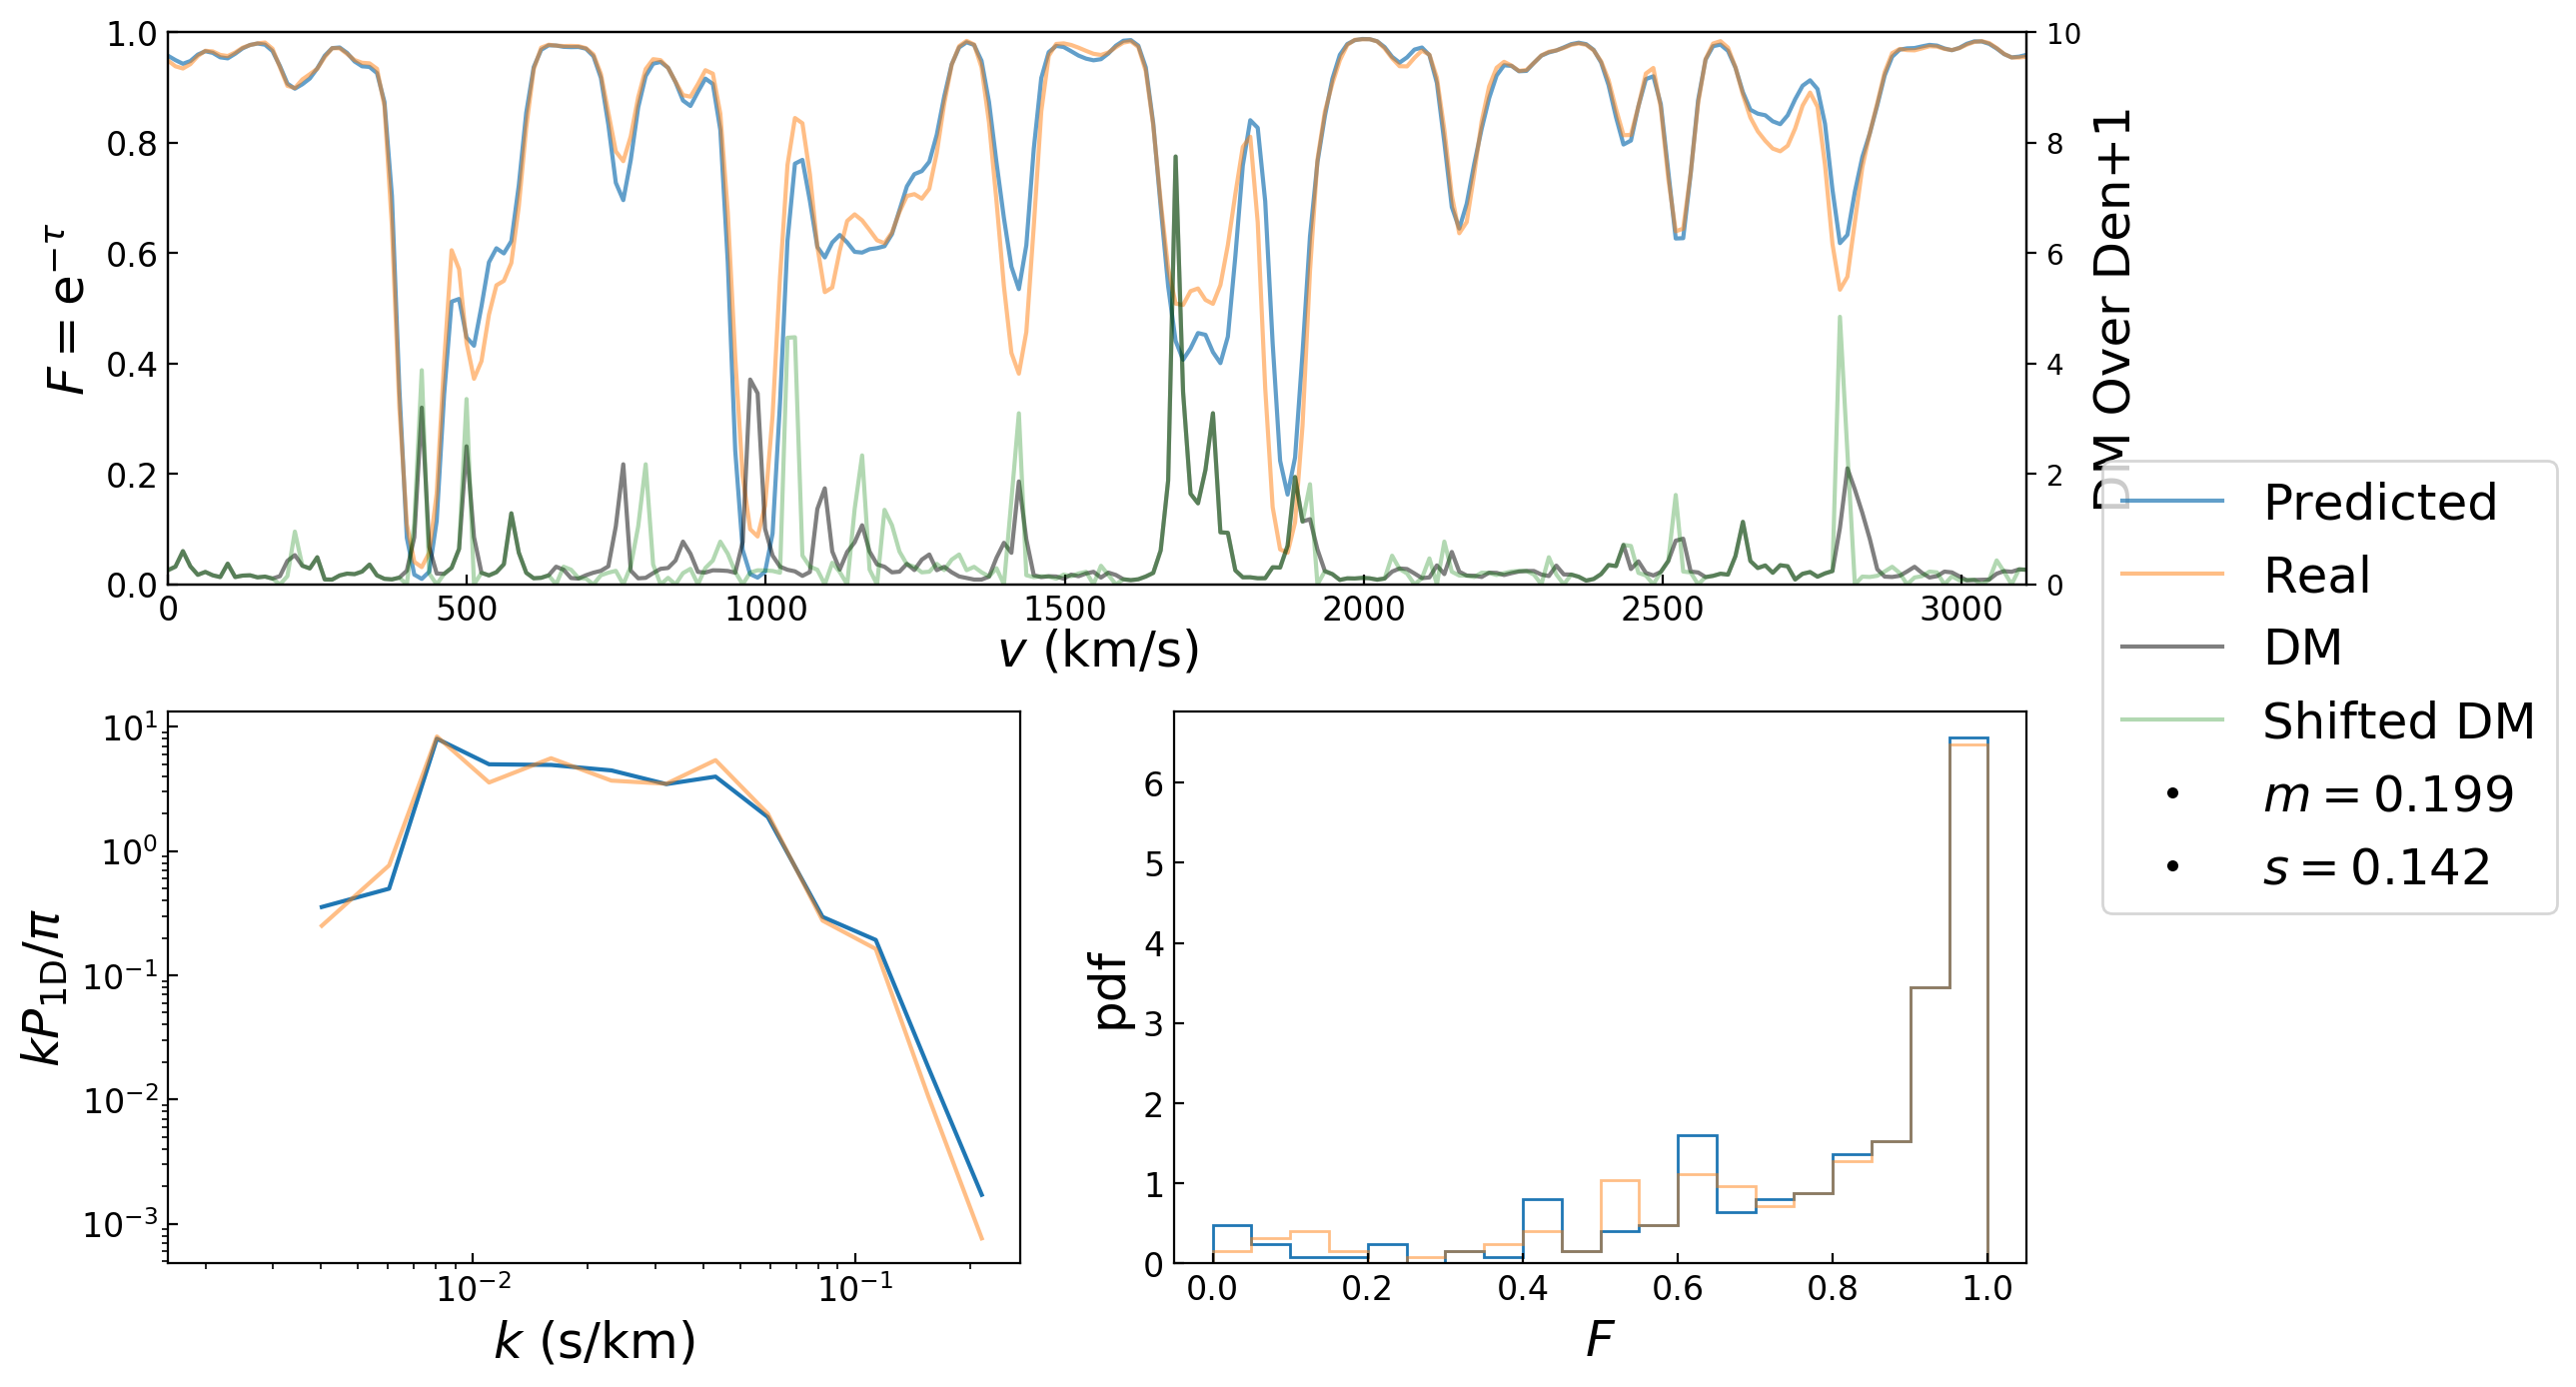 1.0
0.8
0.6
0.4
0.2
0.0
F = e^{-τ}
10
8
6
4
2
0
DM Over Den+1
0 500 1000 1500 2000 2500 3000
v (km/s)
Predicted
Real
DM
Shifted DM
m = 0.199
s = 0.142
10^1
10^0
10^{-1}
10^{-2}
10^{-3}
kP_{1D}/π
10^{-2} 10^{-1}
k (s/km)
6
5
4
3
2
1
0
pdf
0.0 0.2 0.4 0.6 0.8 1.0
F